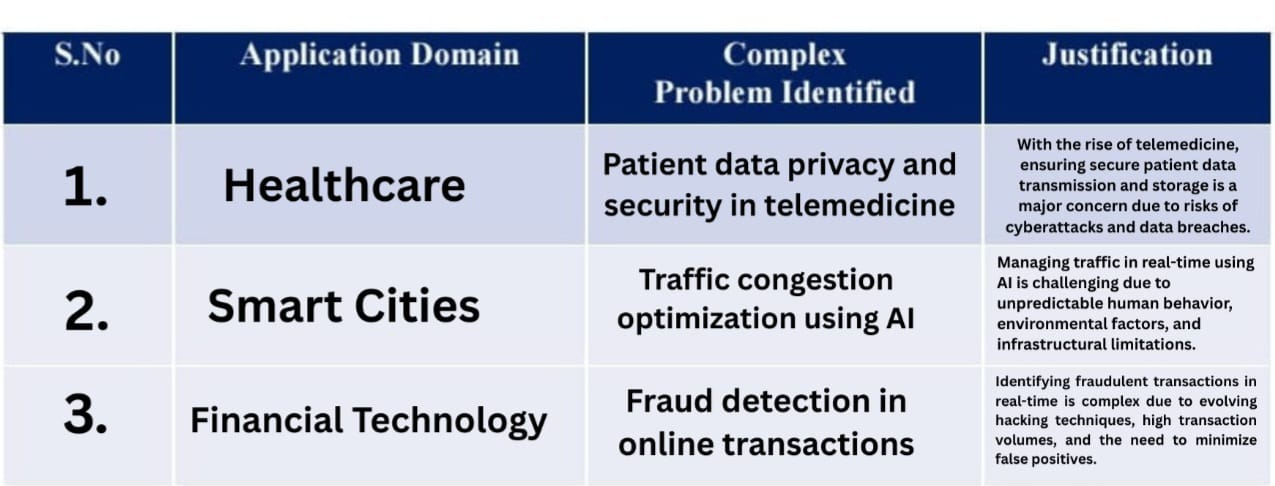 S.No
Application Domain
Complex
Problem Identified
Justification
1.
Healthcare
Patient data privacy and
security in telemedicine
With the rise of telemedicine,
ensuring secure patient data
transmission and storage is a
major concern due to risks of
cyberattacks and data breaches.
2.
Smart Cities
Traffic congestion
optimization using AI
Managing traffic in real-time using
AI is challenging due to
unpredictable human behavior,
environmental factors, and
infrastructural limitations.
3.
Financial Technology
Fraud detection in
online transactions
Identifying fraudulent transactions in
real-time is complex due to evolving
hacking techniques, high transaction
volumes, and the need to minimize
false positives.